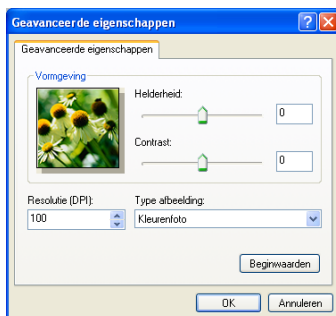 Geavanceerde eigenschappen
Geavanceerde eigenschappen
Vormgeving
Helderheid:
0
Contrast:
0
Resolutie (DPI):
Type afbeelding:
100
Kleurenfoto
Beginwaarden
OK
Annuleren